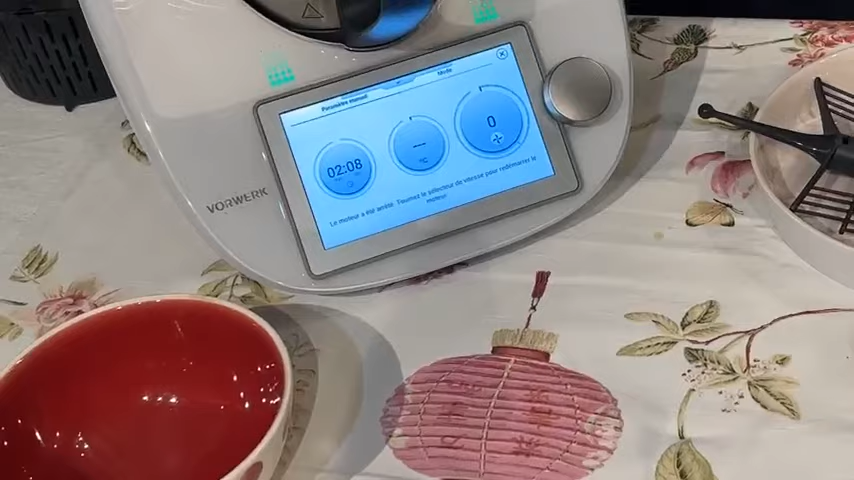 Paramètres manuel
Mode
02:08
---
°C
0
Le moteur a été arrêté. Tournez le sélecteur de vitesse pour redémarrer le
moteur
VORWERK